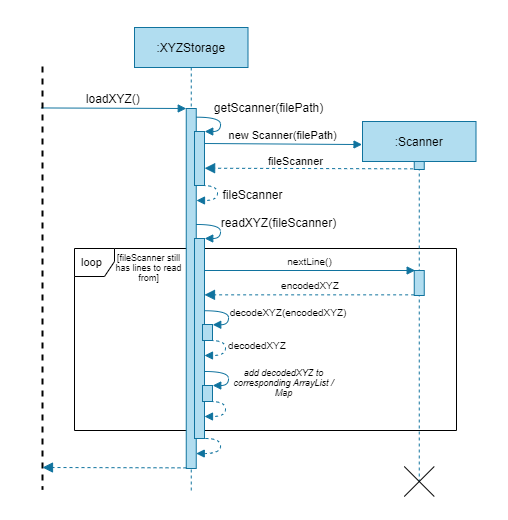 :XYZStorage
loadXYZ()
getScanner(filePath)
new Scanner(filePath)
:Scanner
fileScanner
fileScanner
readXYZ(fileScanner)
loop
[fileScanner still
has lines to read
from]
nextLine()
encodedXYZ
decodeXYZ(encodedXYZ)
decodedXYZ
add decodedXYZ to
corresponding ArrayList /
Map